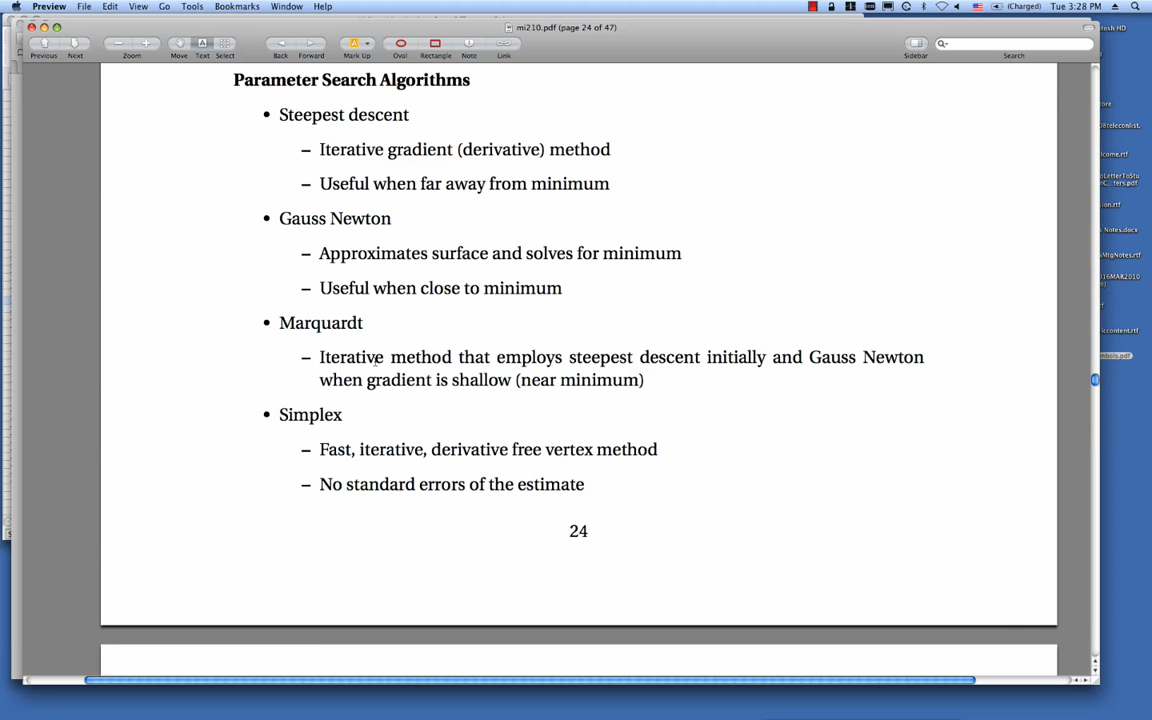 Preview File Edit View Go Tools Bookmarks Window Help
(Charged) Tue 3:28 PM
mi210.pdf (page 24 of 47)
Previous Next Zoom Move Text Select Back Forward Mark Up Oval Rectangle Note Link Sidebar Search
Parameter Search Algorithms
• Steepest descent
– Iterative gradient (derivative) method
– Useful when far away from minimum
• Gauss Newton
– Approximates surface and solves for minimum
– Useful when close to minimum
• Marquardt
– Iterative method that employs steepest descent initially and Gauss Newton
when gradient is shallow (near minimum)
• Simplex
– Fast, iterative, derivative free vertex method
– No standard errors of the estimate
24